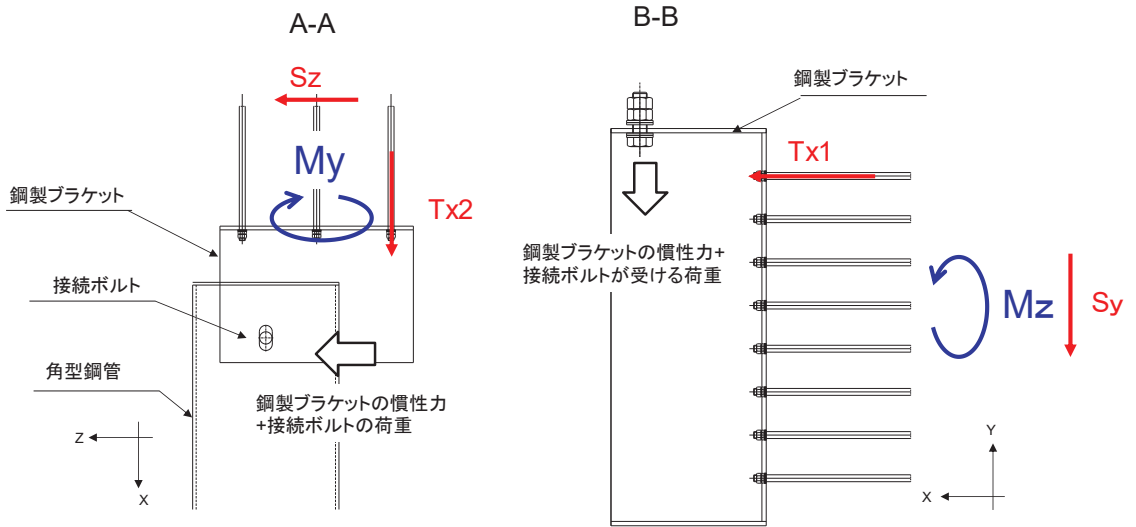 A-A
Sz
My
Tx2
鋼製ブラケット
接続ボルト
角型鋼管
鋼製ブラケットの慣性力
+接続ボルトの荷重
Z
X
B-B
鋼製ブラケット
Tx1
鋼製ブラケットの慣性力+
接続ボルトが受ける荷重
Mz
Sy
Y
X